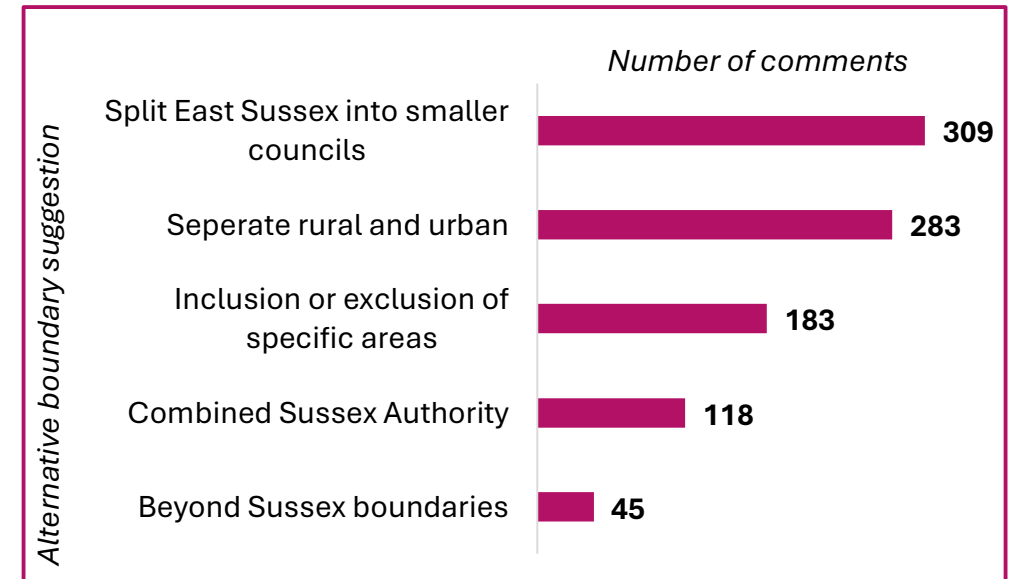 Number of comments
Alternative boundary suggestion
Split East Sussex into smaller
councils
309
Seperate rural and urban
283
Inclusion or exclusion of
specific areas
183
Combined Sussex Authority
118
Beyond Sussex boundaries
45